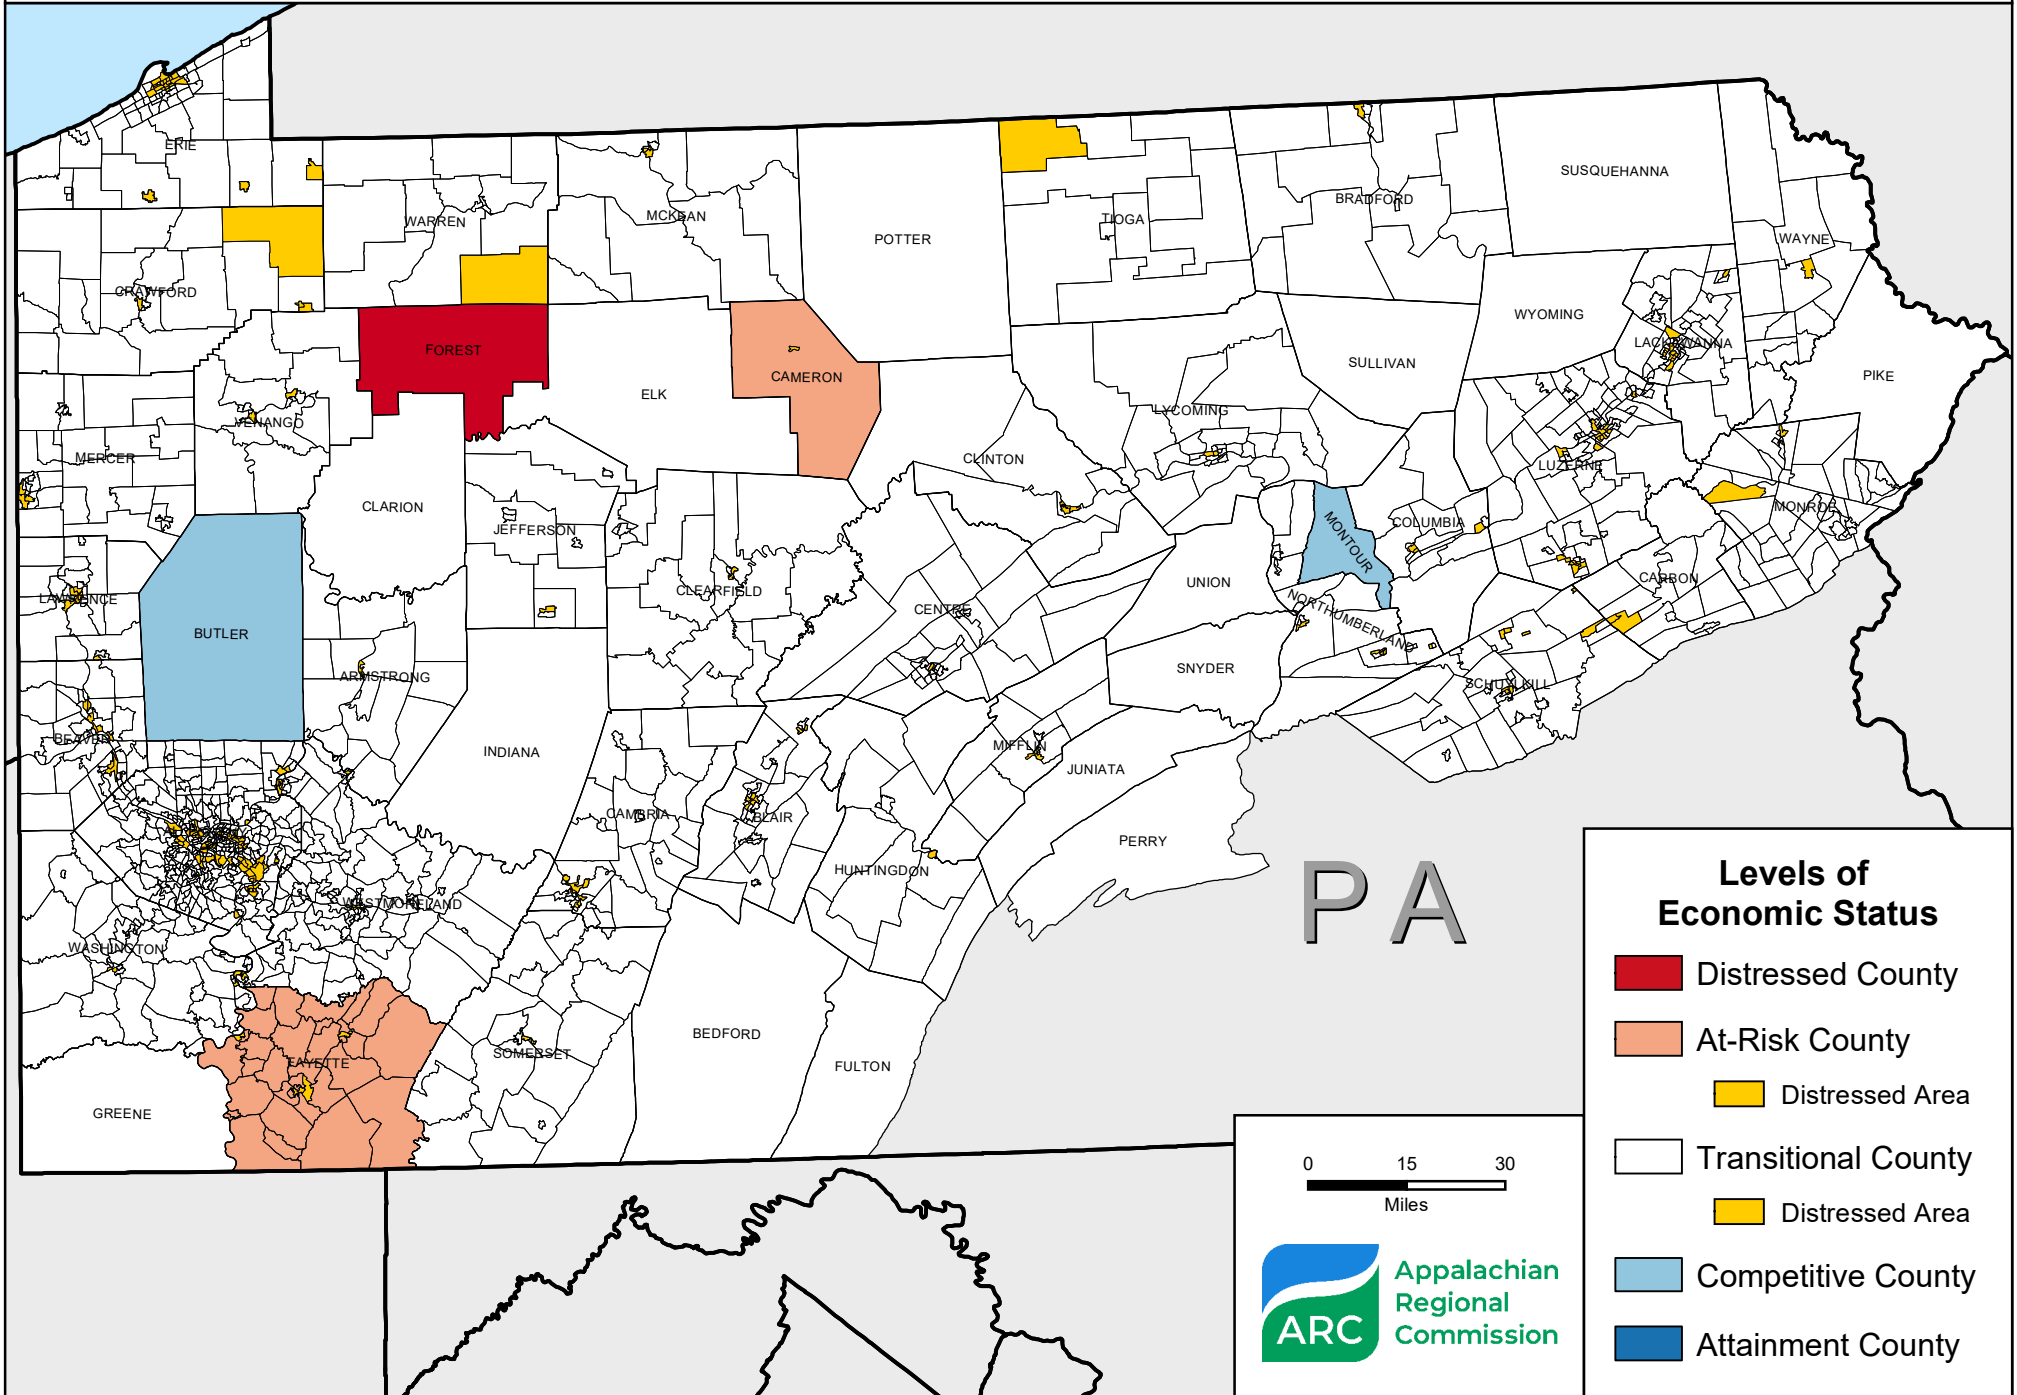 ERIE
SUSQUEHANNA
BRADFORD
WARREN
MCKEAN
TIOGA
POTTER
WAYNE
CRAWFORD
WYOMING
LACKAWANNA
FOREST
SULLIVAN
CAMERON
PIKE
ELK
LYCOMING
VENANGO
MERCER
CLINTON
LUZERNE
CLARION
MONROE
JEFFERSON
COLUMBIA
MONTOUR
CARBON
UNION
CLEARFIELD
LAWRENCE
CENTRE
NORTHUMBERLAND
BUTLER
SNYDER
ARMSTRONG
SCHUYLKILL
BEAVER
MIFFLIN
INDIANA
JUNIATA
CAMBRIA
BLAIR
PERRY
HUNTINGDON
PA
WESTMORELAND
WASHINGTON
BEDFORD
SOMERSET
FAYETTE
FULTON
GREENE
Levels of
Economic Status
Distressed County
At-Risk County
Distressed Area
Transitional County
Distressed Area
Competitive County
Attainment County
0 15 30
Miles
ARC
Appalachian
Regional
Commission